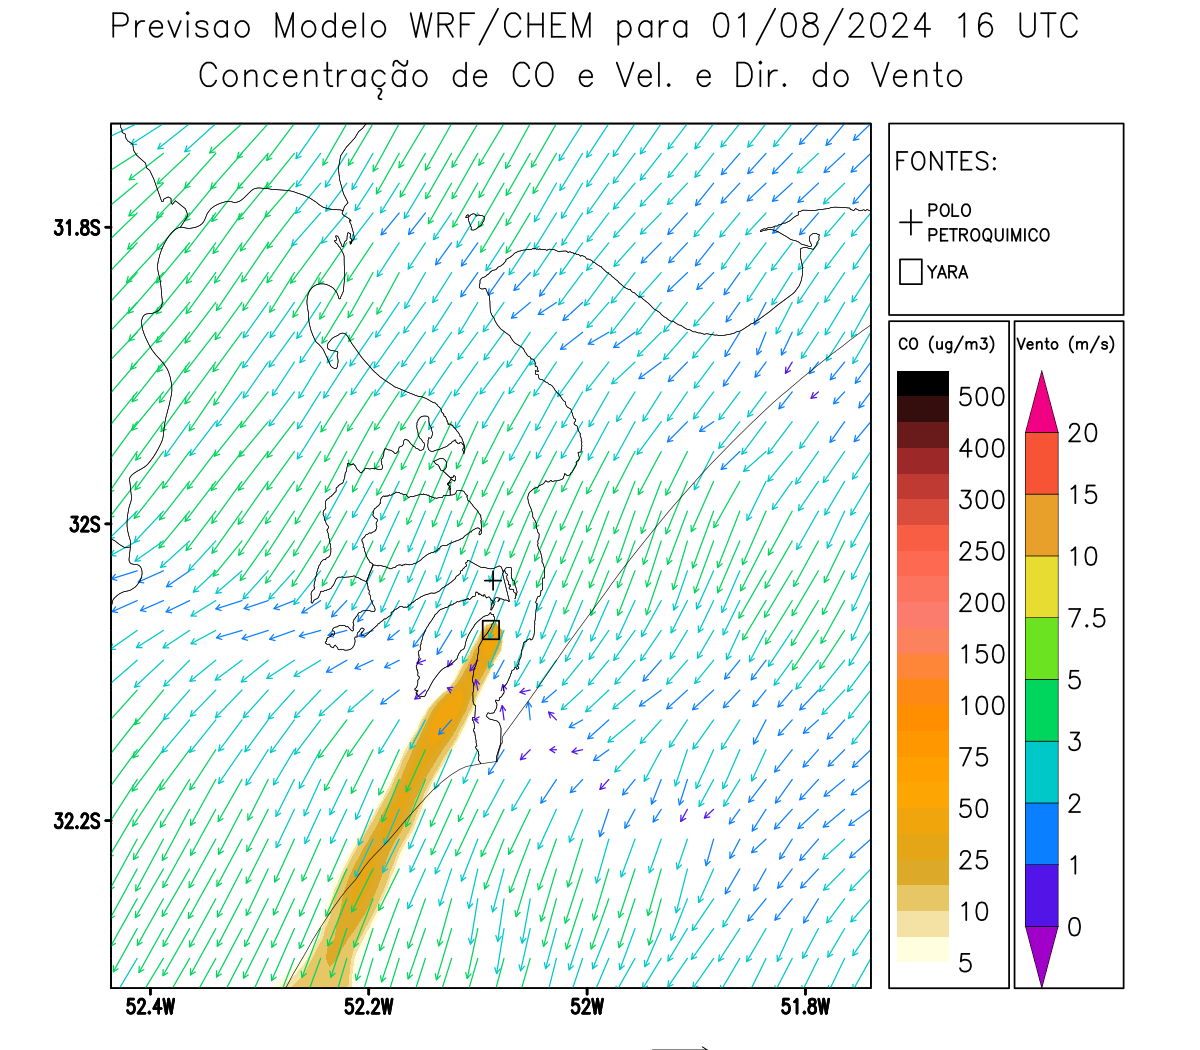 Previsao Modelo WRF/CHEM para 01/08/2024 16 UTC
Concentração de CO e Vel. e Dir. do Vento
FONTES:
POLO
PETROQUIMICO
YARA
CO (ug/m3)
500
400
300
250
200
150
100
75
50
25
10
5
Vento (m/s)
20
15
10
7.5
5
3
2
1
0
31.8S
32S
32.2S
52.4W
52.2W
52W
51.8W